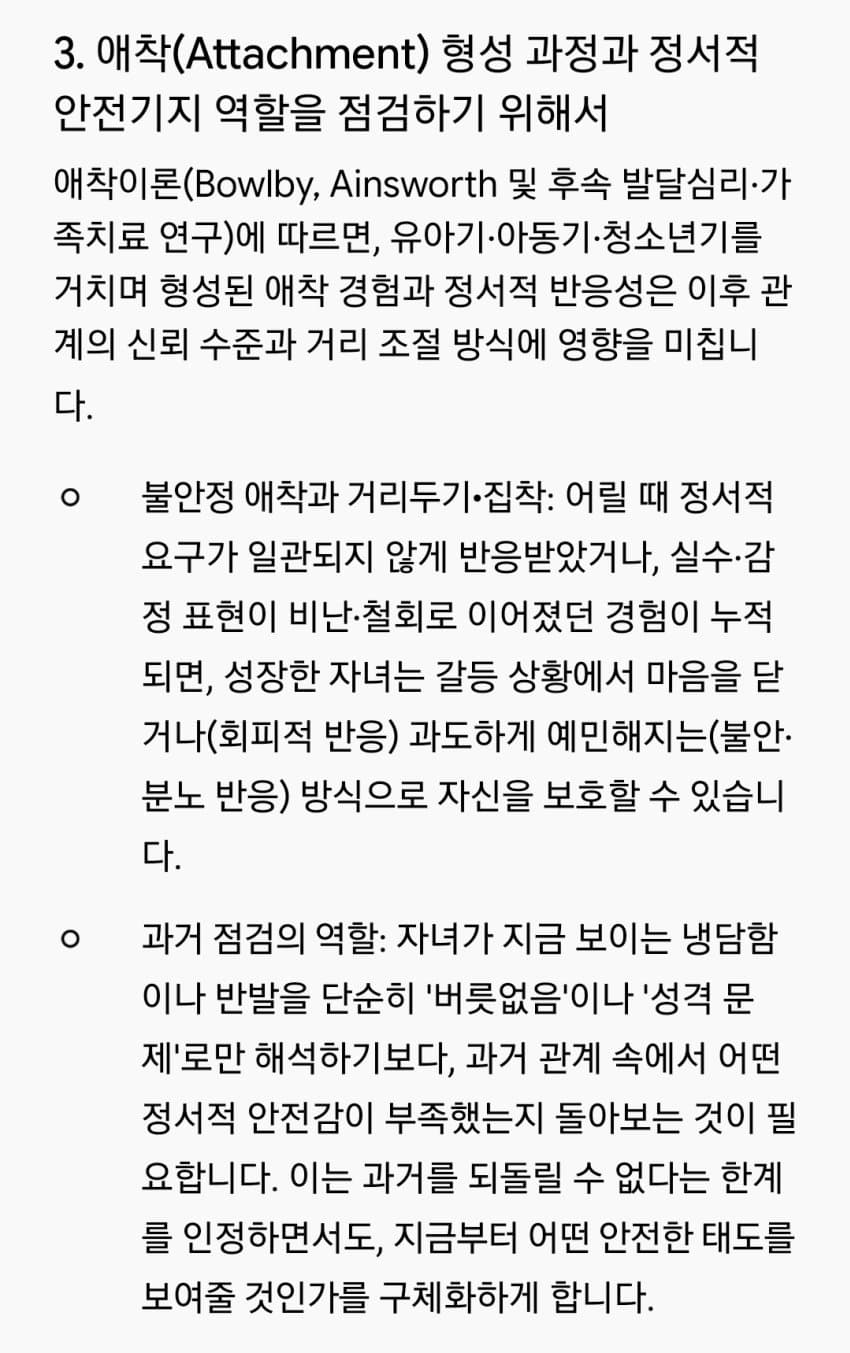 3. 애착(Attachment) 형성 과정과 정서적
안전기지 역할을 점검하기 위해서
애착이론(Bowlby, Ainsworth 및 후속 발달심리·가
족치료 연구)에 따르면, 유아기·아동기·청소년기를
거치며 형성된 애착 경험과 정서적 반응성은 이후 관
계의 신뢰 수준과 거리 조절 방식에 영향을 미칩니
다.
○ 불안정 애착과 거리두기•집착: 어릴 때 정서적
요구가 일관되지 않게 반응받았거나, 실수·감
정 표현이 비난·철회로 이어졌던 경험이 누적
되면, 성장한 자녀는 갈등 상황에서 마음을 닫
거나(회피적 반응) 과도하게 예민해지는(불안·
분노 반응) 방식으로 자신을 보호할 수 있습니
다.
○ 과거 점검의 역할: 자녀가 지금 보이는 냉담함
이나 반발을 단순히 '버릇없음'이나 '성격 문
제'로만 해석하기보다, 과거 관계 속에서 어떤
정서적 안전감이 부족했는지 돌아보는 것이 필
요합니다. 이는 과거를 되돌릴 수 없다는 한계
를 인정하면서도, 지금부터 어떤 안전한 태도를
보여줄 것인가를 구체화하게 합니다.